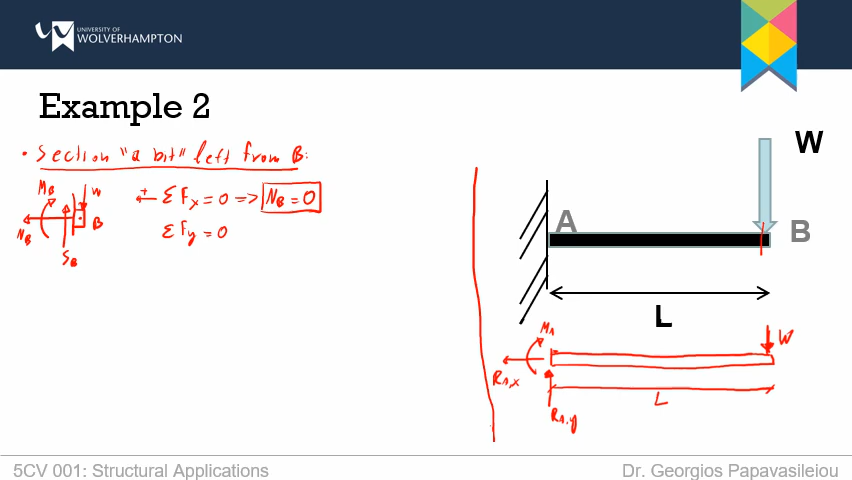 UNIVERSITY OF
WOLVERHAMPTON
Example 2
• Section "a bit" left from B:
MB W
NB SB B
+ ΣFx = 0 => NB = 0
ΣFy = 0
W
A B
L
MA W
RA,x
L
RA,y
5CV 001: Structural Applications
Dr. Georgios Papavasileiou